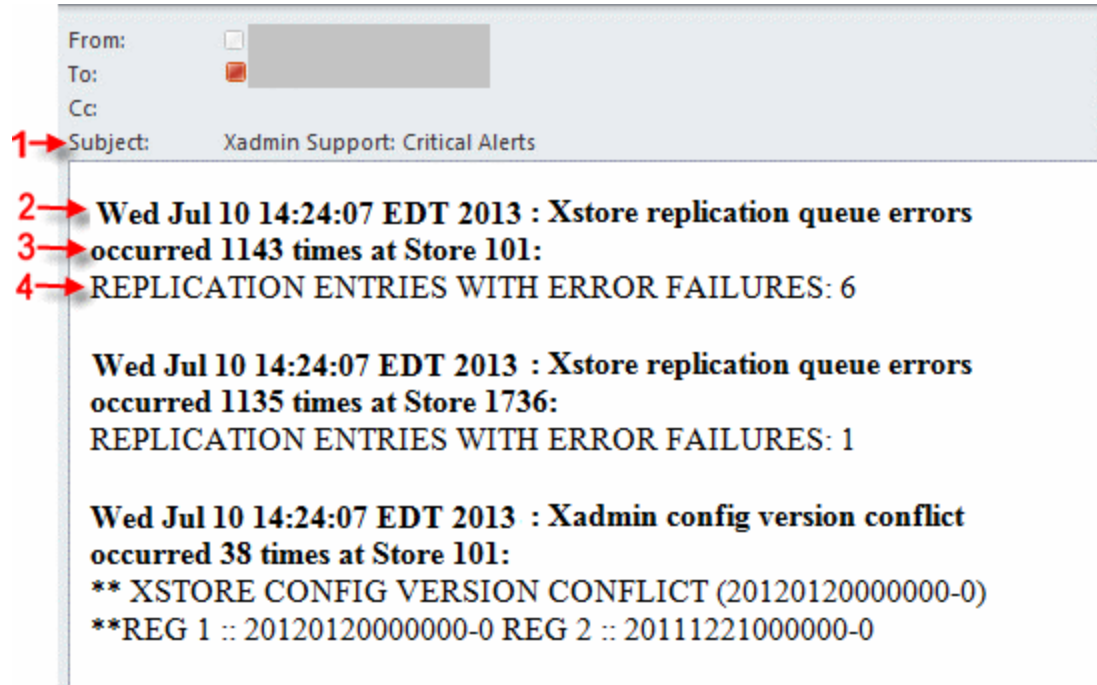 From:
To:
Cc:
1 Subject: Xadmin Support: Critical Alerts
2 Wed Jul 10 14:24:07 EDT 2013 : Xstore replication queue errors
3 occurred 1143 times at Store 101:
4 REPLICATION ENTRIES WITH ERROR FAILURES: 6
Wed Jul 10 14:24:07 EDT 2013 : Xstore replication queue errors
occurred 1135 times at Store 1736:
REPLICATION ENTRIES WITH ERROR FAILURES: 1
Wed Jul 10 14:24:07 EDT 2013 : Xadmin config version conflict
occurred 38 times at Store 101:
** XSTORE CONFIG VERSION CONFLICT (20120120000000-0)
**REG 1 :: 20120120000000-0 REG 2 :: 20111221000000-0